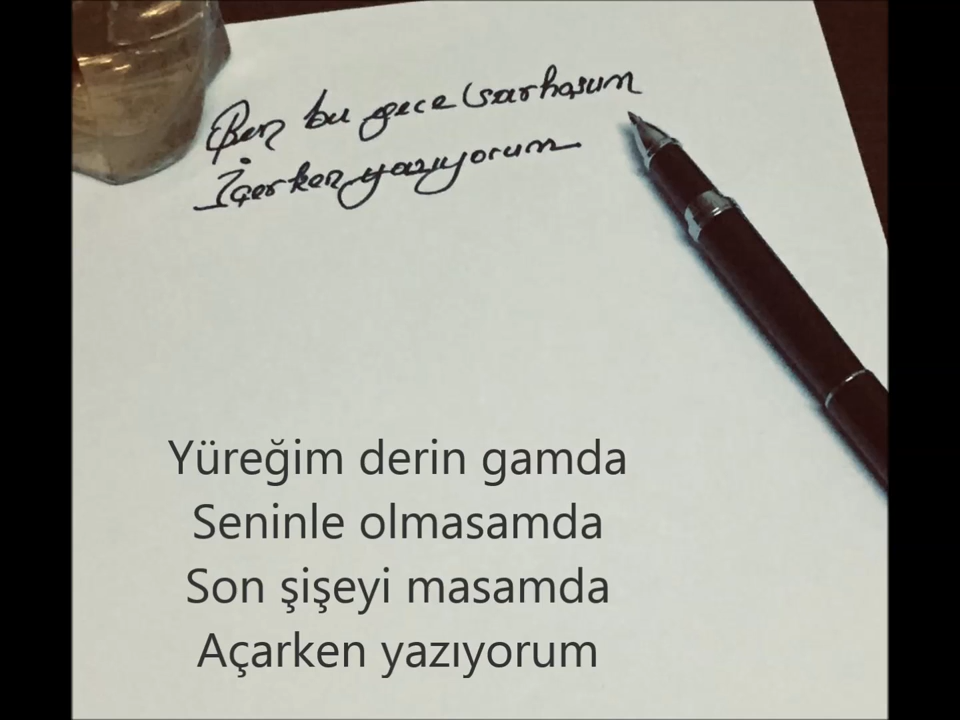 Ben bu gece sarhoşum
İçerken yazıyorum
Yüreğim derin gamda
Seninle olmasamda
Son şişeyi masamda
Açarken yazıyorum